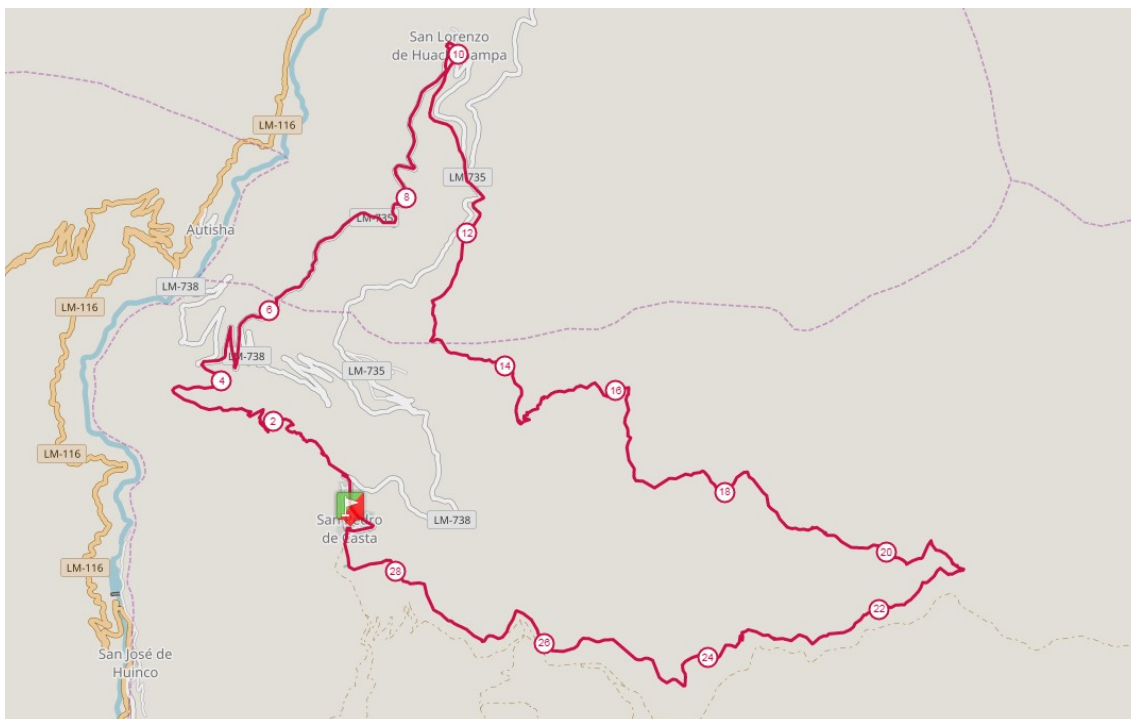 San Lorenzo
de Huachupampa
10
LM-116
LM-735
8
LM-735
Autisha
12
LM-738
LM-116
6
LM-738
14
LM-735
4
16
2
LM-116
18
San Pedro
de Casta
LM-738
20
LM-116
28
22
26
24
San José de
Huinco